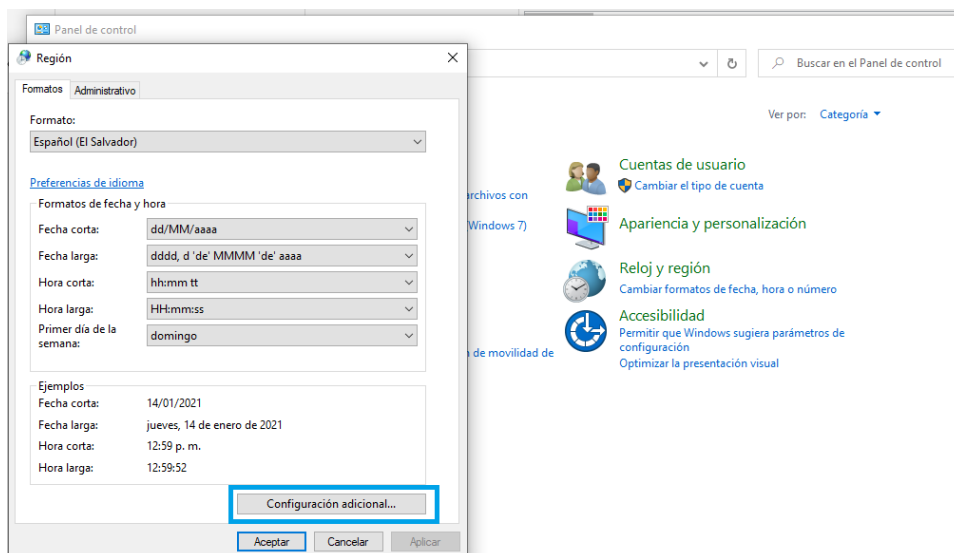 Panel de control
Región
Formatos
Administrativo
Formato:
Español (El Salvador)
Preferencias de idioma
Formatos de fecha y hora
Fecha corta:
dd/MM/aaaa
Fecha larga:
dddd, d 'de' MMMM 'de' aaaa
Hora corta:
hh:mm tt
Hora larga:
HH:mm:ss
Primer día de la
semana:
domingo
Ejemplos
Fecha corta:
14/01/2021
Fecha larga:
jueves, 14 de enero de 2021
Hora corta:
12:59 p. m.
Hora larga:
12:59:52
Configuración adicional...
Aceptar
Cancelar
Aplicar
Buscar en el Panel de control
Ver por:
Categoría
archivos con
Windows 7)
de movilidad de
Cuentas de usuario
Cambiar el tipo de cuenta
Apariencia y personalización
Reloj y región
Cambiar formatos de fecha, hora o número
Accesibilidad
Permitir que Windows sugiera parámetros de
configuración
Optimizar la presentación visual